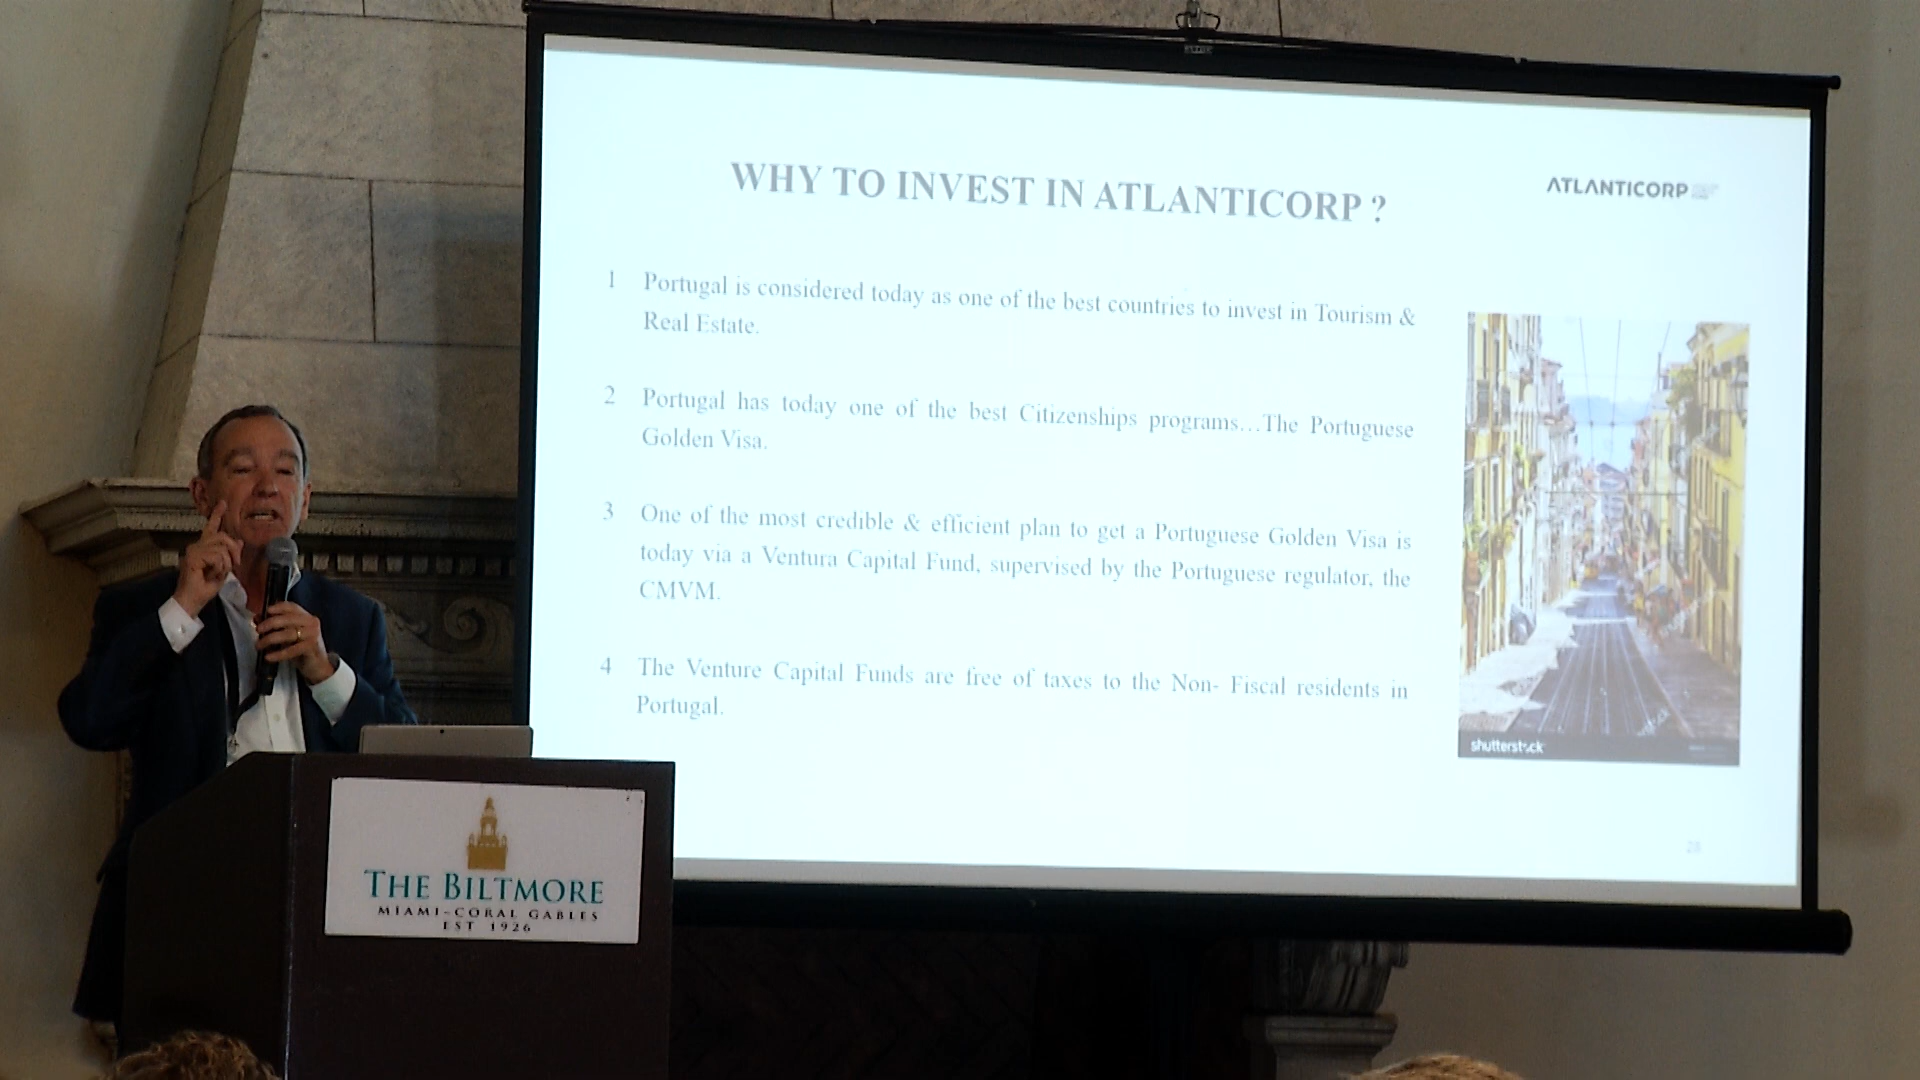 WHY TO INVEST IN ATLANTICORP ?
ATLANTICORP
1 Portugal is considered today as one of the best countries to invest in Tourism &
Real Estate.
2 Portugal has today one of the best Citizenships programs…The Portuguese
Golden Visa.
3 One of the most credible & efficient plan to get a Portuguese Golden Visa is
today via a Ventura Capital Fund, supervised by the Portuguese regulator, the
CMVM.
4 The Venture Capital Funds are free of taxes to the Non- Fiscal residents in
Portugal.
shutterstock
28
THE BILTMORE
MIAMI-CORAL GABLES
EST 1926